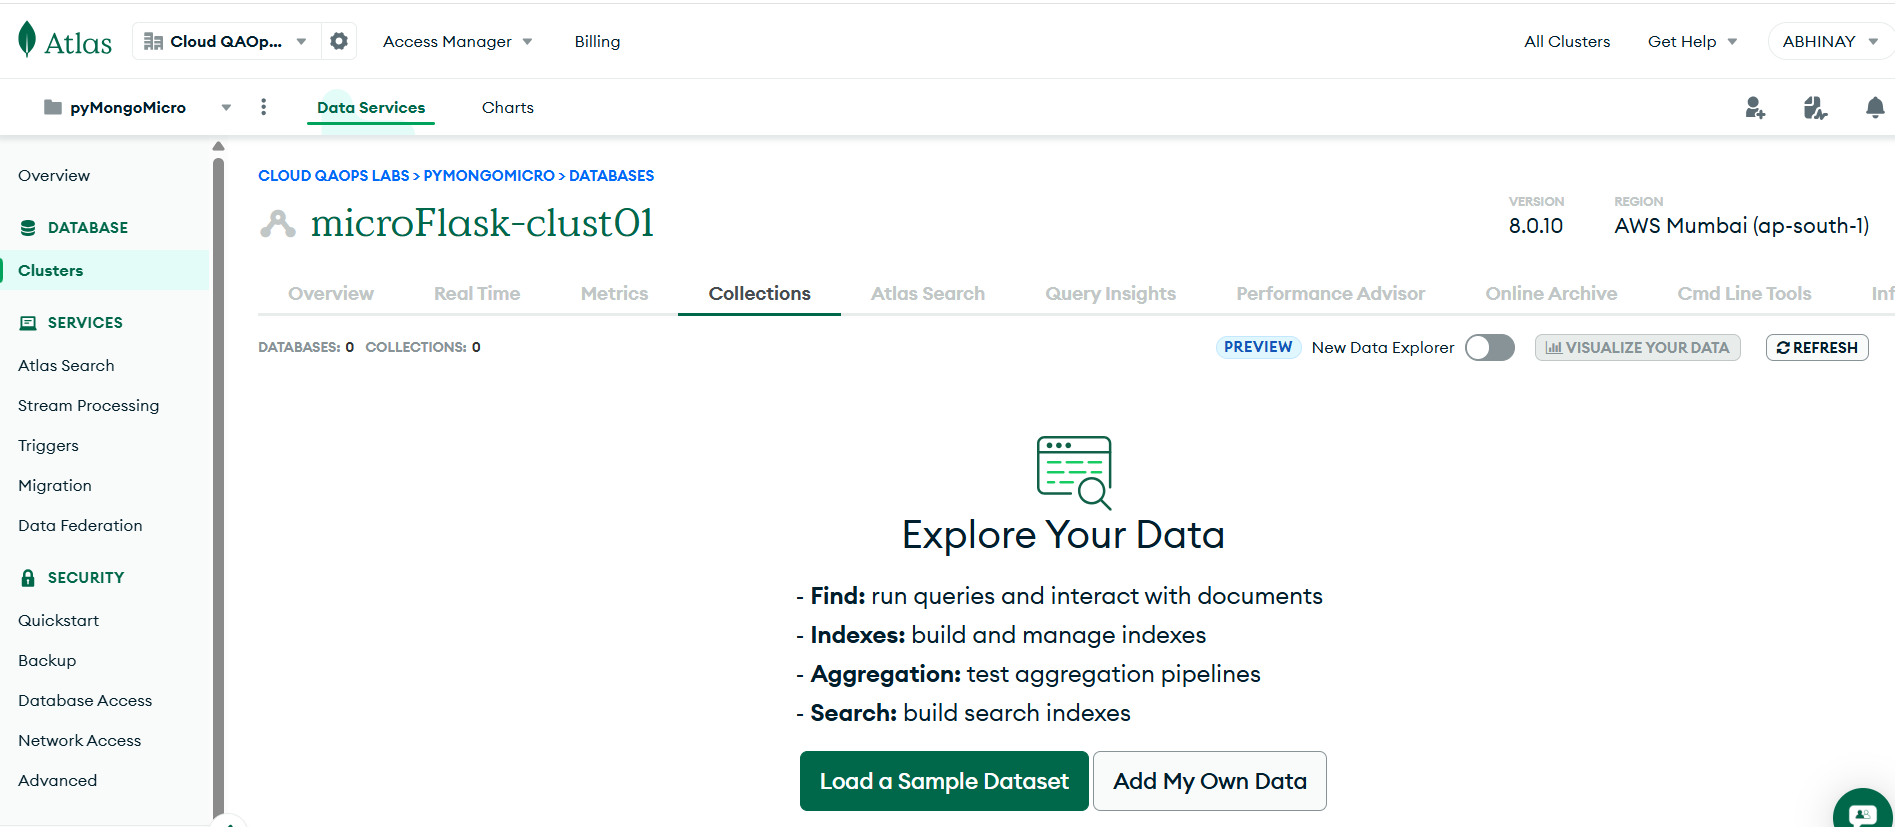 Atlas
Cloud QAOp...
Access Manager
Billing
All Clusters
Get Help
ABHINAY
pyMongoMicro
Data Services
Charts
Overview
DATABASE
Clusters
SERVICES
Atlas Search
Stream Processing
Triggers
Migration
Data Federation
SECURITY
Quickstart
Backup
Database Access
Network Access
Advanced
CLOUD QAOPS LABS > PYMONGOMICRO > DATABASES
microFlask-clust01
VERSION
8.0.10
REGION
AWS Mumbai (ap-south-1)
Overview
Real Time
Metrics
Collections
Atlas Search
Query Insights
Performance Advisor
Online Archive
Cmd Line Tools
Inf
DATABASES: 0 COLLECTIONS: 0
PREVIEW New Data Explorer
VISUALIZE YOUR DATA
REFRESH
Explore Your Data
- Find: run queries and interact with documents
- Indexes: build and manage indexes
- Aggregation: test aggregation pipelines
- Search: build search indexes
Load a Sample Dataset
Add My Own Data